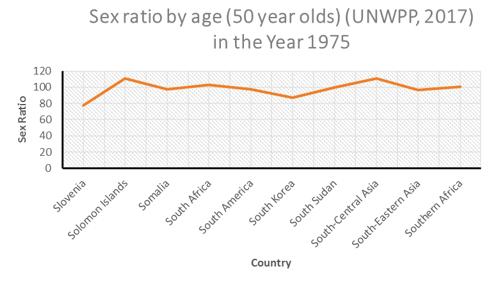 Sex ratio by age (50 year olds) (UNWPP, 2017)
in the Year 1975
120
100
80
60
40
20
0
Sex Ratio
Slovenia
Solomon Islands
Somalia
South Africa
South America
South Korea
South Sudan
South-Central Asia
South-Eastern Asia
Southern Africa
Country